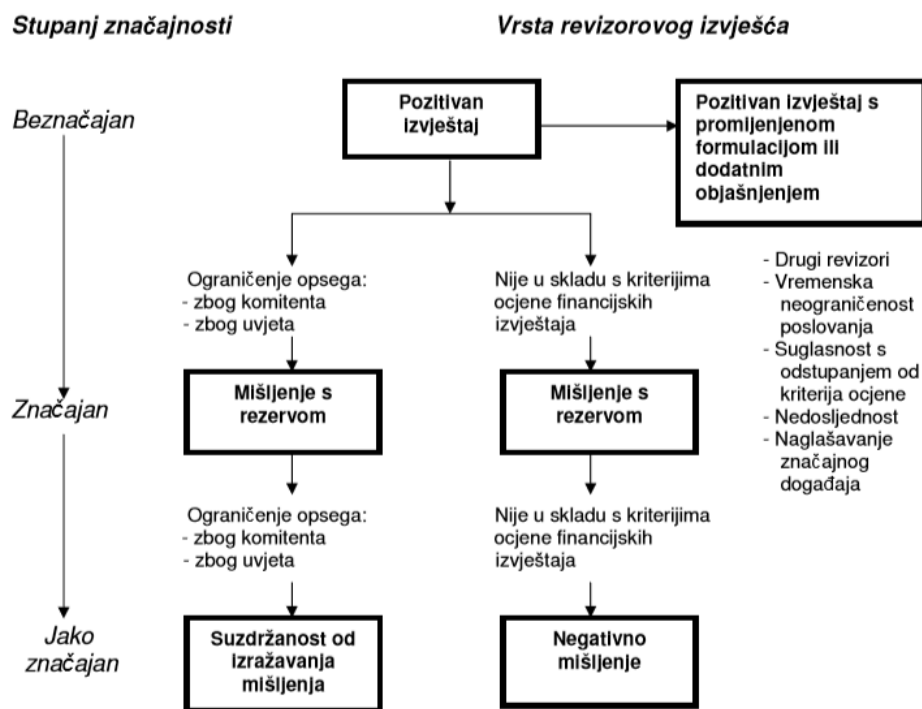 Stupanj značajnosti
Vrsta revizorovog izvješća
Beznačajan
Pozitivan
izvještaj
Pozitivan izvještaj s
promijenjenom
formulacijom ili
dodatnim
objašnjenjem
Ograničenje opsega:
- zbog komitenta
- zbog uvjeta
Nije u skladu s kriterijima
ocjene financijskih
izvještaja
- Drugi revizori
- Vremenska
neograničenost
poslovanja
- Suglasnost s
odstupanjem od
kriterija ocjene
- Nedosljednost
- Naglašavanje
značajnog
događaja
Značajan
Mišljenje s
rezervom
Mišljenje s
rezervom
Ograničenje opsega:
- zbog komitenta
- zbog uvjeta
Nije u skladu s kriterijima
ocjene financijskih
izvještaja
Jako
značajan
Suzdržanost od
izražavanja
mišljenja
Negativno
mišljenje